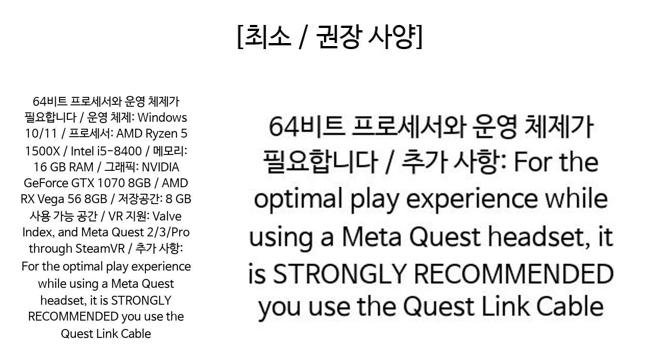 [최소 / 권장 사양]
64비트 프로세서와 운영 체제가
필요합니다 / 운영 체제: Windows
10/11 / 프로세서: AMD Ryzen 5
1500X / Intel i5-8400 / 메모리:
16 GB RAM / 그래픽: NVIDIA
GeForce GTX 1070 8GB / AMD
RX Vega 56 8GB / 저장공간: 8 GB
사용 가능 공간 / VR 지원: Valve
Index, and Meta Quest 2/3/Pro
through SteamVR / 추가 사항:
For the optimal play experience
while using a Meta Quest
headset, it is STRONGLY
RECOMMENDED you use the
Quest Link Cable
64비트 프로세서와 운영 체제가
필요합니다 / 추가 사항: For the
optimal play experience while
using a Meta Quest headset, it
is STRONGLY RECOMMENDED
you use the Quest Link Cable